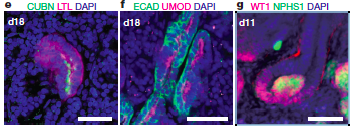 e CUBN LTL DAPI
d18
f ECAD UMOD DAPI
d18
g WT1 NPHS1 DAPI
d11